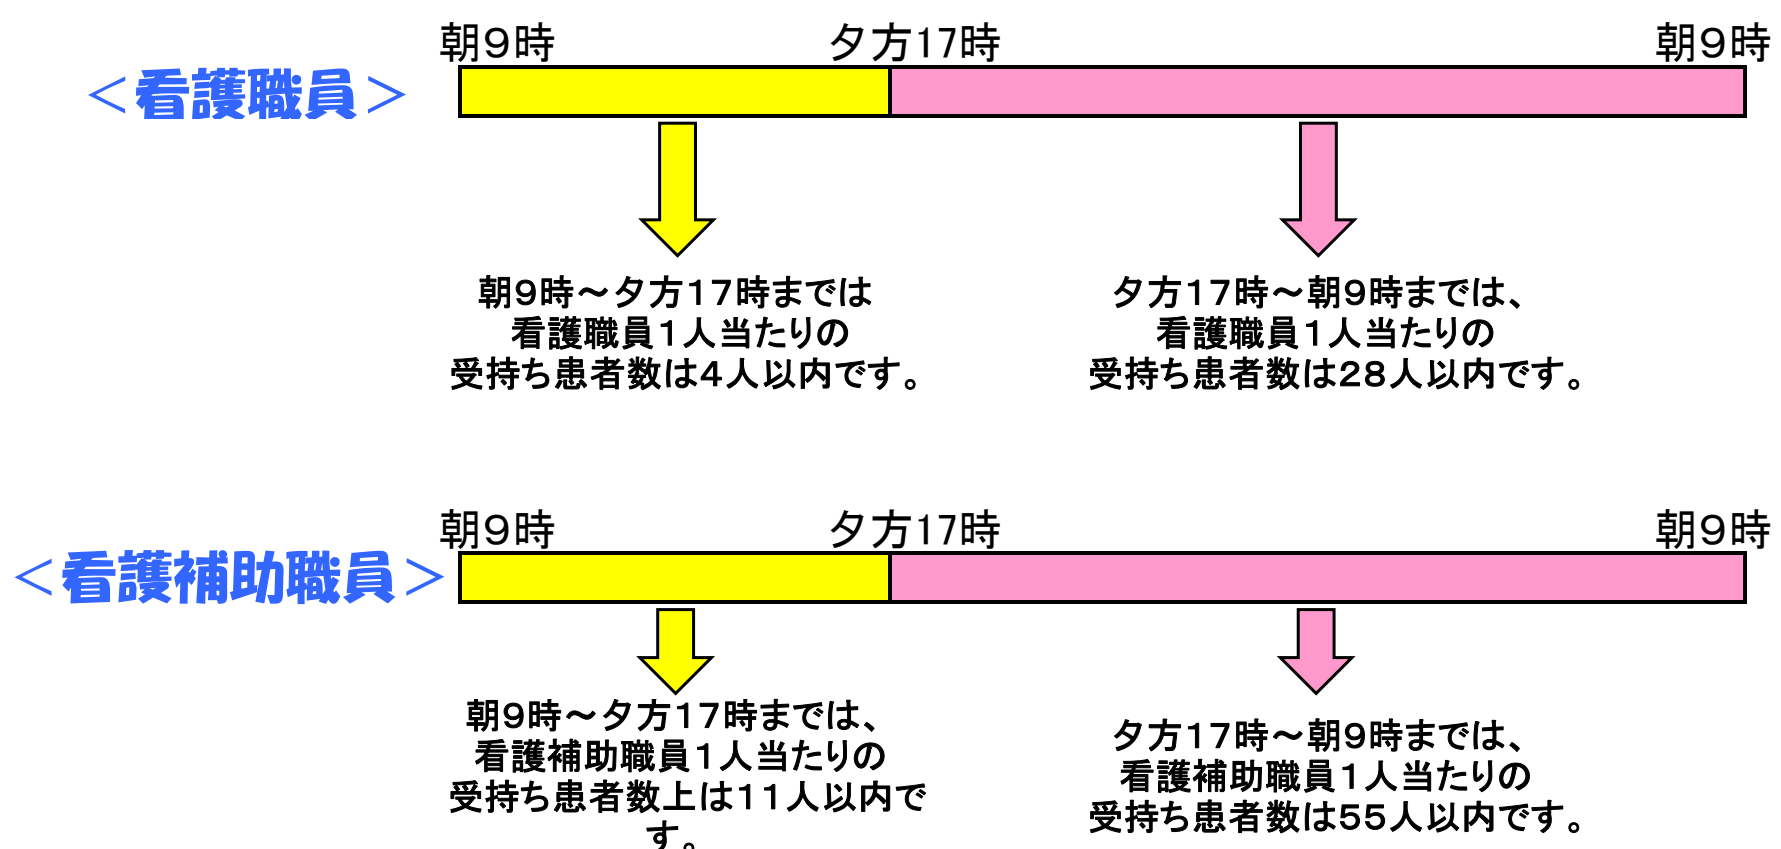 朝９時 夕方17時 朝９時
＜看護職員＞
朝９時～夕方１７時までは
看護職員１人当たりの
受持ち患者数は４人以内です。
夕方１７時～朝９時までは、
看護職員１人当たりの
受持ち患者数は２８人以内です。
朝９時 夕方17時 朝９時
＜看護補助職員＞
朝９時～夕方１７時までは、
看護補助職員１人当たりの
受持ち患者数上は１１人以内で
す。
夕方１７時～朝９時までは、
看護補助職員１人当たりの
受持ち患者数は５５人以内です。